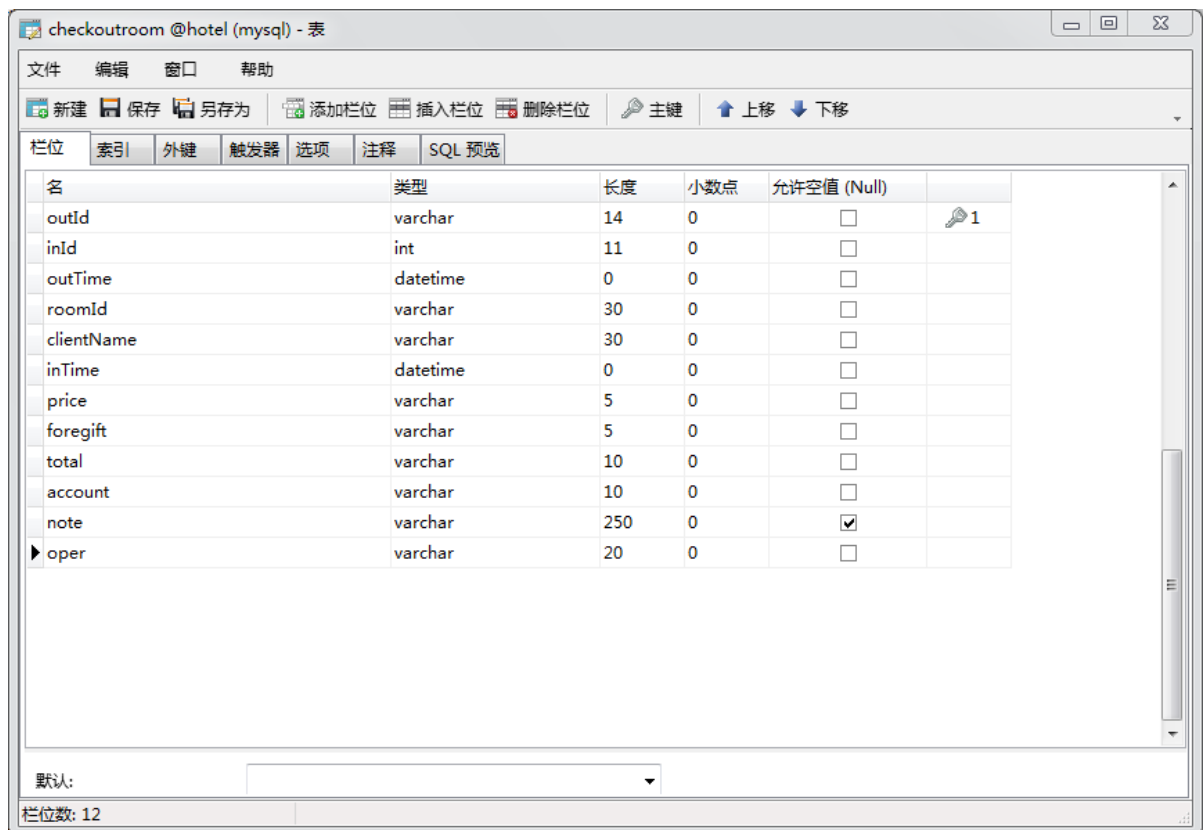 checkoutroom @hotel (mysql) - 表
文件 编辑 窗口 帮助
新建 保存 另存为 添加栏位 插入栏位 删除栏位 主键 上移 下移
栏位 索引 外键 触发器 选项 注释 SQL 预览
名 类型 长度 小数点 允许空值 (Null)
outId varchar 14 0 1
inId int 11 0
outTime datetime 0 0
roomId varchar 30 0
clientName varchar 30 0
inTime datetime 0 0
price varchar 5 0
foregift varchar 5 0
total varchar 10 0
account varchar 10 0
note varchar 250 0
oper varchar 20 0
默认:
栏位数: 12